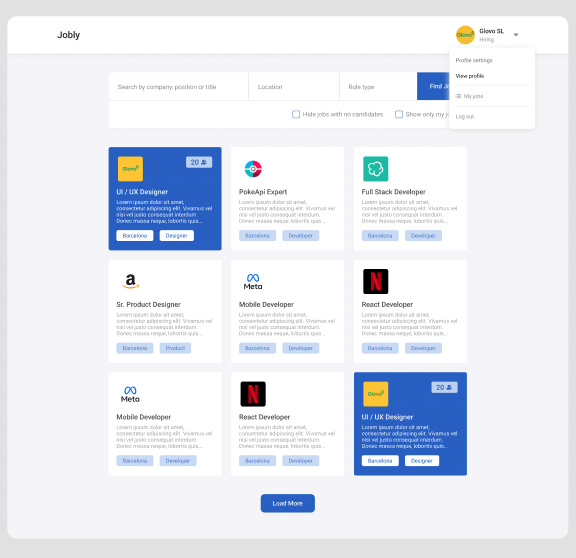 Jobly
Glovo
Glovo SL
Hiring
Profile settings
View profile
My jobs
Log out
Search by company, position or title
Location
Role type
Find Jo
Hide jobs with no candidates
Show only my jo
Glovo
20
UI / UX Designer
Lorem ipsum dolor sit amet,
consectetur adipiscing elit. Vivamus vel
nisi vel justo consequat interdum.
Donec massa neque, lobortis quis...
Barcelona
Designer
PokeApi Expert
Lorem ipsum dolor sit amet,
consectetur adipiscing elit. Vivamus vel
nisi vel justo consequat interdum.
Donec massa neque, lobortis quis...
Barcelona
Developer
Full Stack Developer
Lorem ipsum dolor sit amet,
consectetur adipiscing elit. Vivamus vel
nisi vel justo consequat interdum.
Donec massa neque, lobortis quis...
Barcelona
Developer
a
Sr. Product Designer
Lorem ipsum dolor sit amet,
consectetur adipiscing elit. Vivamus vel
nisi vel justo consequat interdum.
Donec massa neque, lobortis quis...
Barcelona
Product
Meta
Mobile Developer
Lorem ipsum dolor sit amet,
consectetur adipiscing elit. Vivamus vel
nisi vel justo consequat interdum.
Donec massa neque, lobortis quis...
Barcelona
Developer
N
React Developer
Lorem ipsum dolor sit amet,
consectetur adipiscing elit. Vivamus vel
nisi vel justo consequat interdum.
Donec massa neque, lobortis quis...
Barcelona
Developer
Meta
Mobile Developer
Lorem ipsum dolor sit amet,
consectetur adipiscing elit. Vivamus vel
nisi vel justo consequat interdum.
Donec massa neque, lobortis quis...
Barcelona
Developer
N
React Developer
Lorem ipsum dolor sit amet,
consectetur adipiscing elit. Vivamus vel
nisi vel justo consequat interdum.
Donec massa neque, lobortis quis...
Barcelona
Developer
Glovo
20
UI / UX Designer
Lorem ipsum dolor sit amet,
consectetur adipiscing elit. Vivamus vel
nisi vel justo consequat interdum.
Donec massa neque, lobortis quis...
Barcelona
Designer
Load More